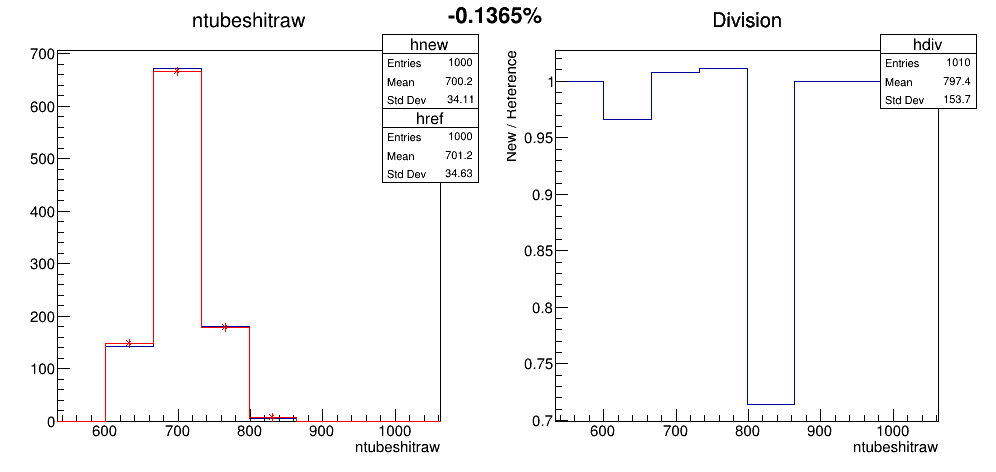 -0.1365%
ntubeshitraw
hnew
Entries 1000
Mean 700.2
Std Dev 34.11
href
Entries 1000
Mean 701.2
Std Dev 34.63
700
600
500
400
300
200
100
0
600 700 800 900 1000
ntubeshitraw
Division
hdiv
Entries 1010
Mean 797.4
Std Dev 153.7
New / Reference
1
0.95
0.9
0.85
0.8
0.75
0.7
600 700 800 900 1000
ntubeshitraw